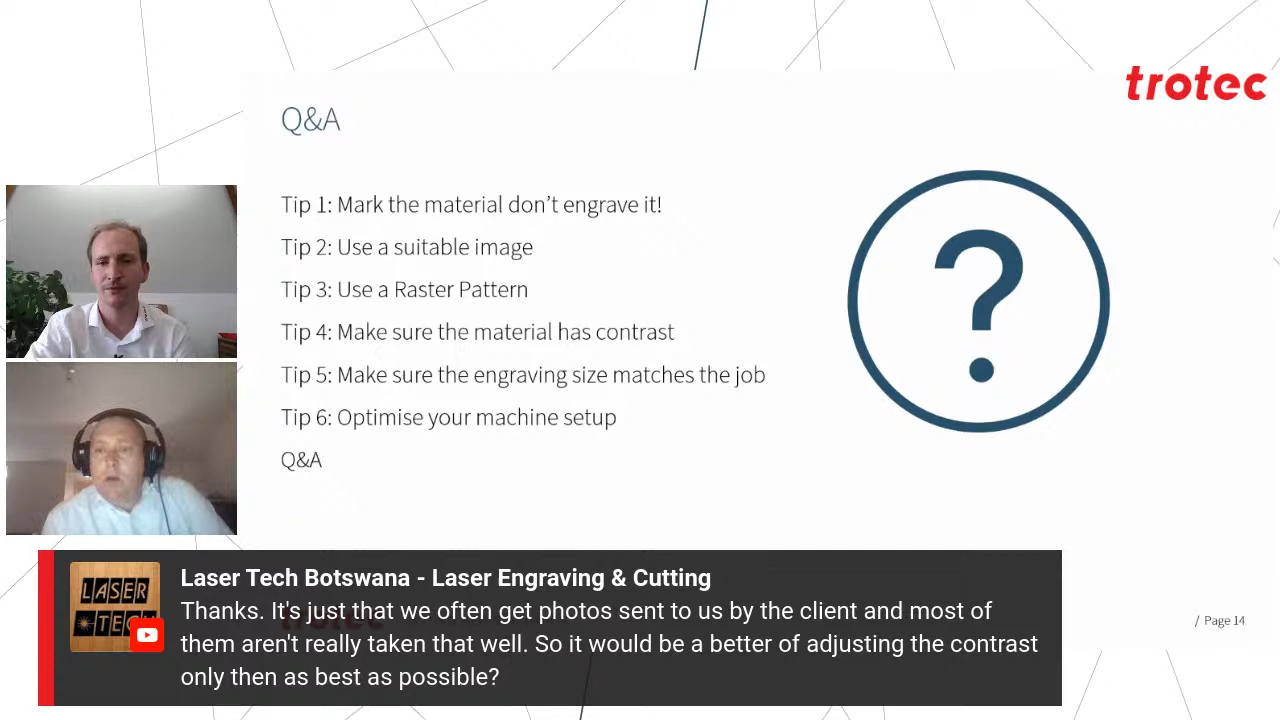 trotec
Q&A
Tip 1: Mark the material don’t engrave it!
Tip 2: Use a suitable image
Tip 3: Use a Raster Pattern
Tip 4: Make sure the material has contrast
Tip 5: Make sure the engraving size matches the job
Tip 6: Optimise your machine setup
Q&A
?
LASER
TECH
Laser Tech Botswana - Laser Engraving & Cutting
Thanks. It's just that we often get photos sent to us by the client and most of
them aren't really taken that well. So it would be a better of adjusting the contrast
only then as best as possible?
/ Page 14